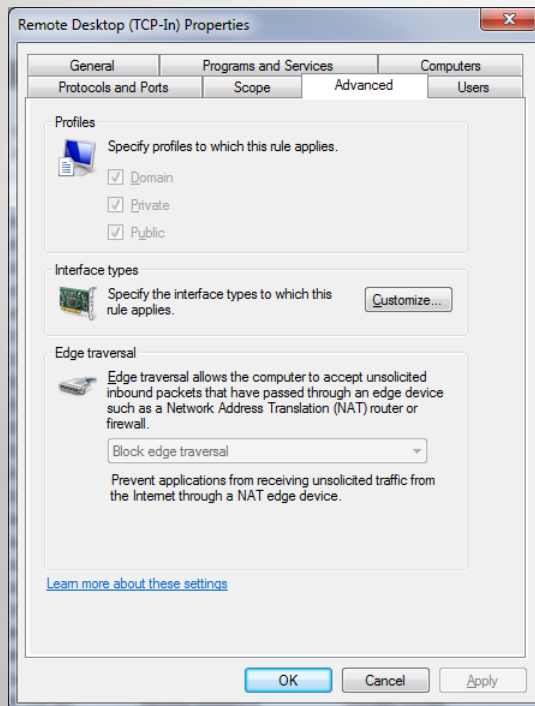 Remote Desktop (TCP-In) Properties
General
Programs and Services
Computers
Protocols and Ports
Scope
Advanced
Users
Profiles
Specify profiles to which this rule applies.
Domain
Private
Public
Interface types
Specify the interface types to which this
rule applies.
Customize...
Edge traversal
Edge traversal allows the computer to accept unsolicited
inbound packets that have passed through an edge device
such as a Network Address Translation (NAT) router or
firewall.
Block edge traversal
Prevent applications from receiving unsolicited traffic from
the Internet through a NAT edge device.
Learn more about these settings
OK
Cancel
Apply